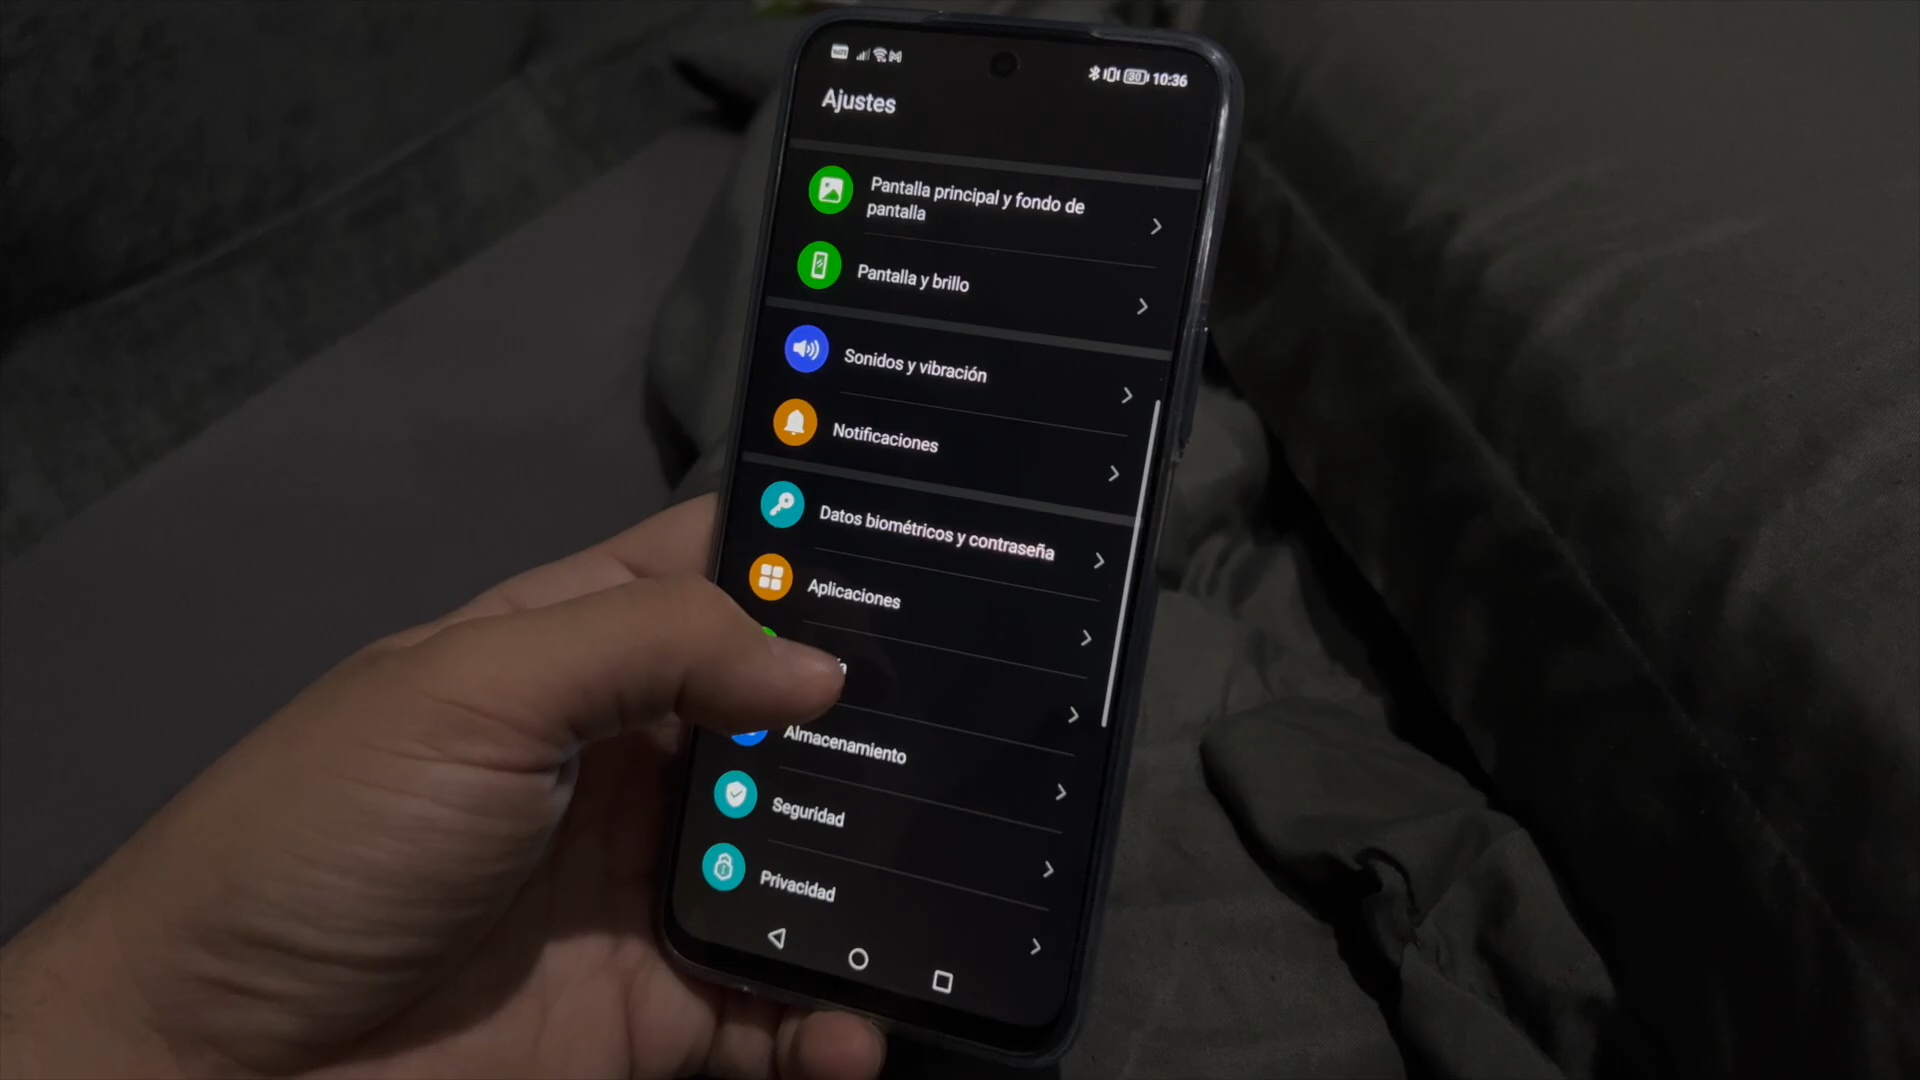 30 10:36
Ajustes
Pantalla principal y fondo de
pantalla
Pantalla y brillo
Sonidos y vibración
Notificaciones
Datos biométricos y contraseña
Aplicaciones
Almacenamiento
Seguridad
Privacidad